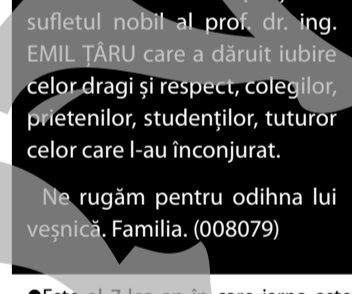 sufletul nobil al prof. dr. ing.
EMIL ȚÂRU care a dăruit iubire
celor dragi și respect, colegilor,
prietenilor, studenților, tuturor
celor care l-au înconjurat.
Ne rugăm pentru odihna lui
veșnică. Familia. (008079)